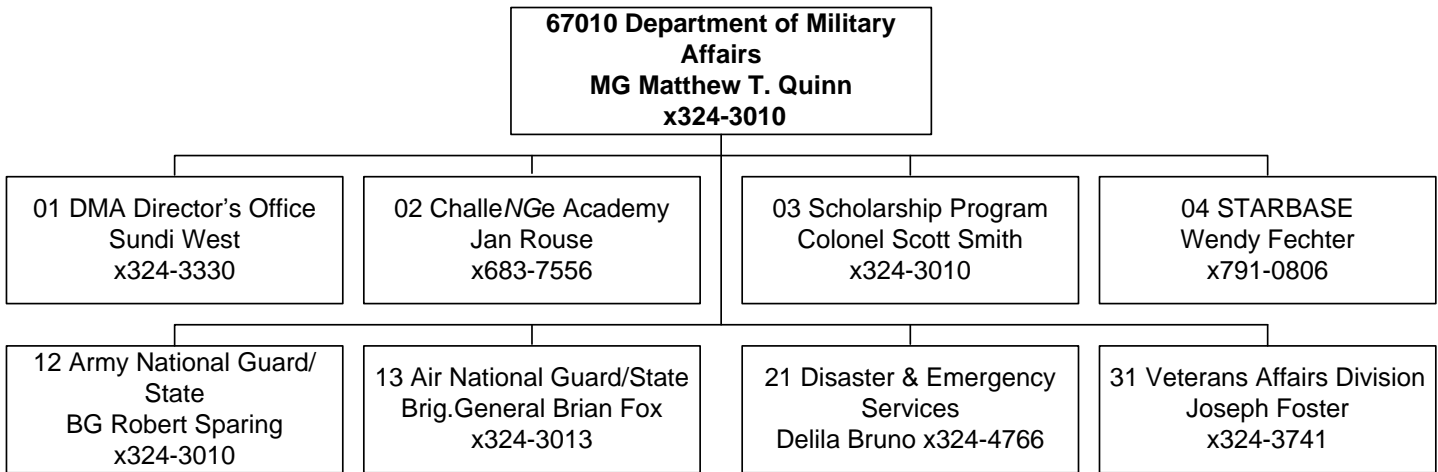 67010 Department of Military
Affairs
MG Matthew T. Quinn
x324-3010
01 DMA Director’s Office
Sundi West
x324-3330
02 ChalleNGe Academy
Jan Rouse
x683-7556
03 Scholarship Program
Colonel Scott Smith
x324-3010
04 STARBASE
Wendy Fechter
x791-0806
12 Army National Guard/
State
BG Robert Sparing
x324-3010
13 Air National Guard/State
Brig.General Brian Fox
x324-3013
21 Disaster & Emergency
Services
Delila Bruno x324-4766
31 Veterans Affairs Division
Joseph Foster
x324-3741